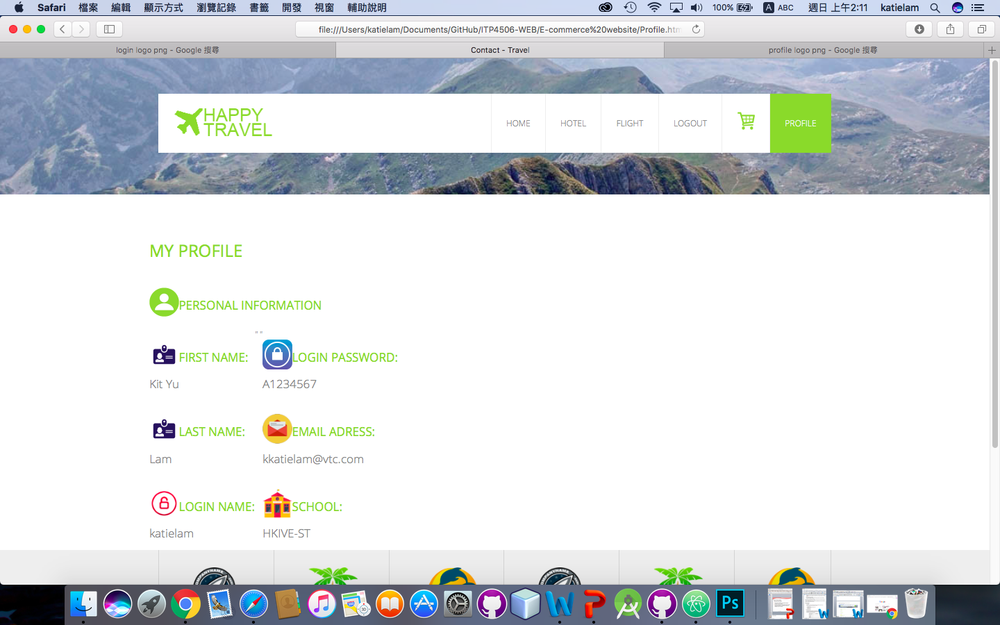 Safari 檔案 編輯 顯示方式 瀏覽記錄 書籤 開發 視窗 輔助說明 100% A ABC 週日 上午2:11 katielam
file:///Users/katielam/Documents/GitHub/ITP4506-WEB/E-commerce%20website/Profile.htm
login logo png - Google 搜尋 Contact - Travel profile logo png - Google 搜尋
HAPPY
TRAVEL
HOME HOTEL FLIGHT LOGOUT PROFILE
MY PROFILE
PERSONAL INFORMATION
" "
FIRST NAME: LOGIN PASSWORD:
Kit Yu A1234567
LAST NAME: EMAIL ADRESS:
Lam kkatielam@vtc.com
LOGIN NAME: SCHOOL:
katielam HKIVE-ST
Ps